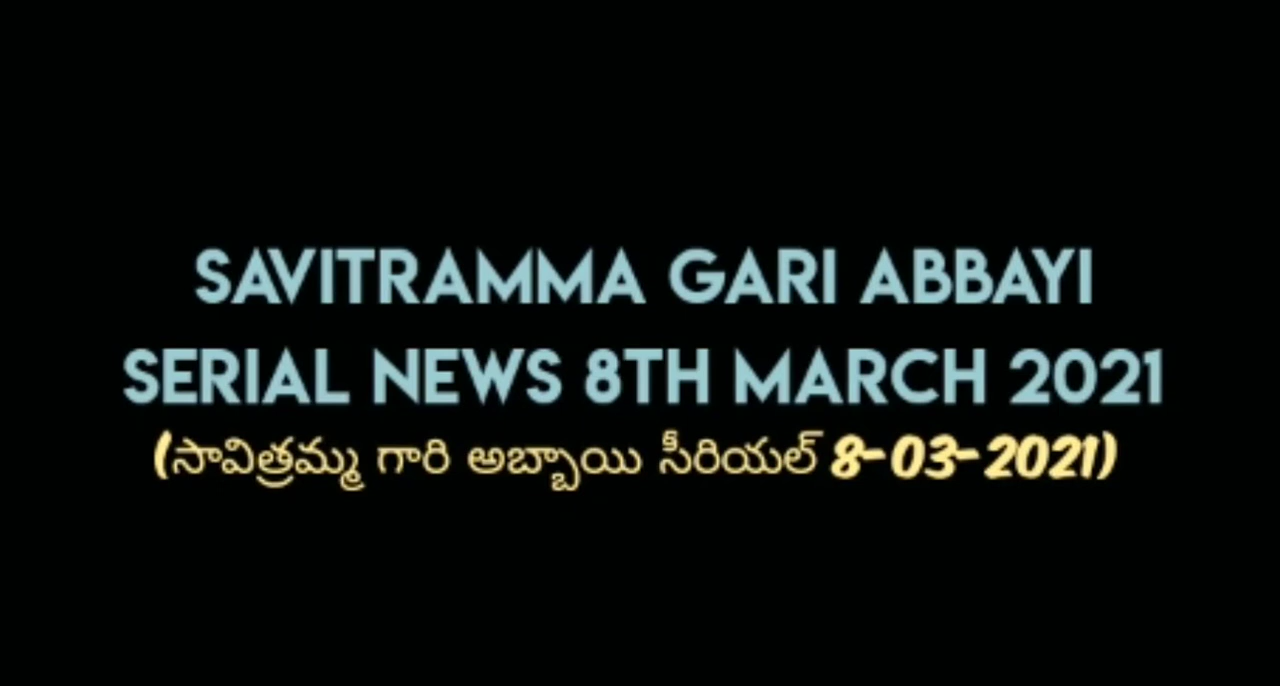 SAVITRAMMA GARI ABBAYI
SERIAL NEWS 8TH MARCH 2021
(సావిత్రమ్మ గారి అబ్బాయి సీరియల్ 8-03-2021)